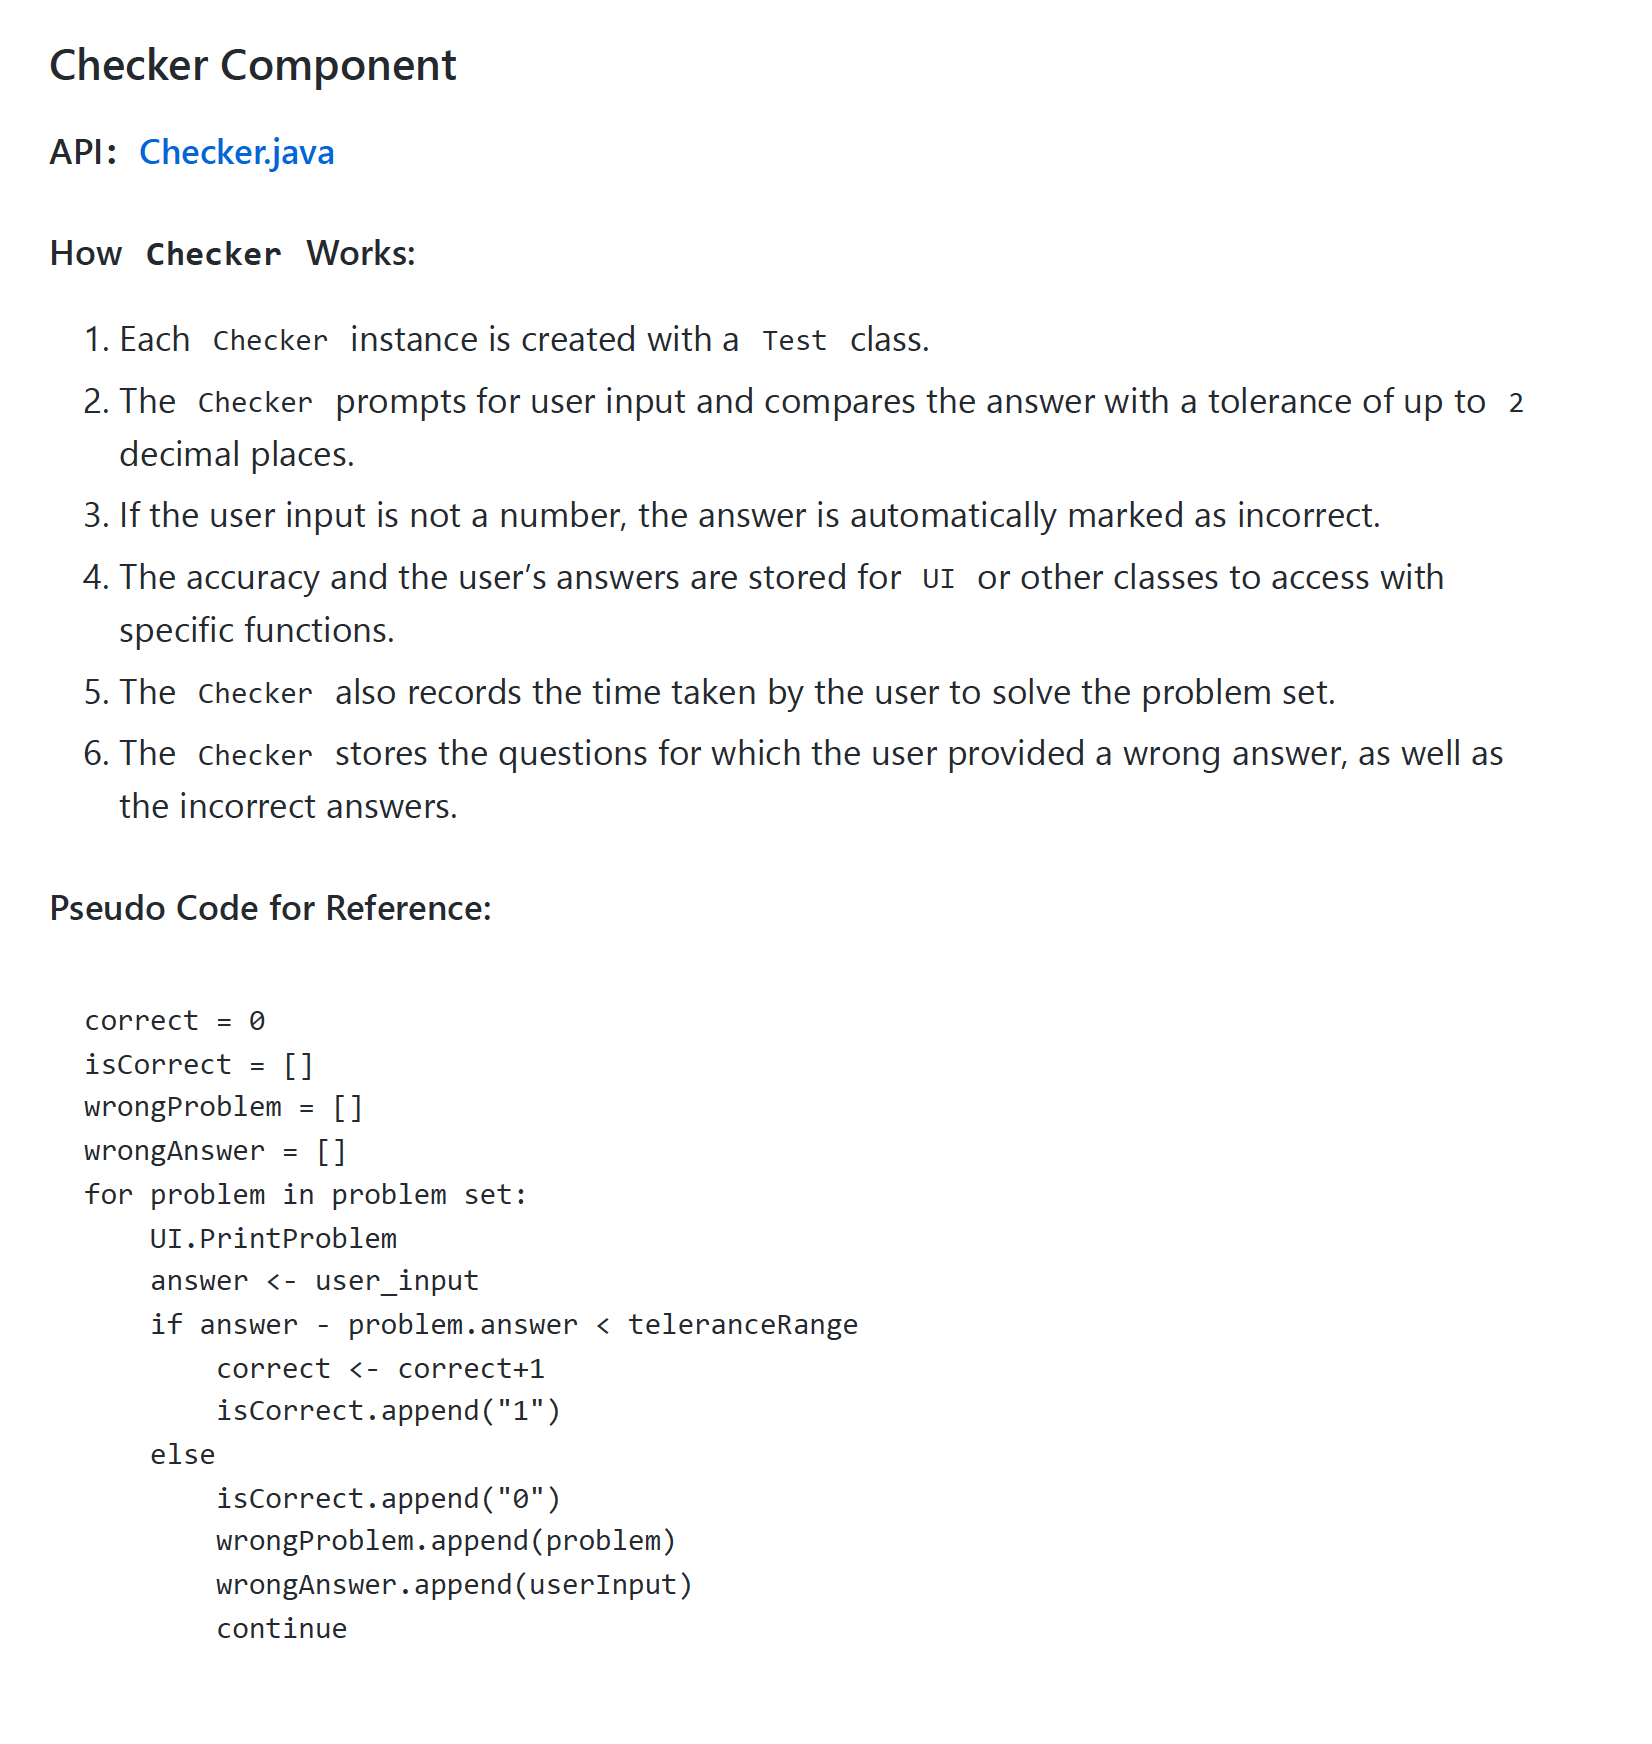 Checker Component
API: Checker.java
How Checker Works:
1. Each Checker instance is created with a Test class.
2. The Checker prompts for user input and compares the answer with a tolerance of up to 2
decimal places.
3. If the user input is not a number, the answer is automatically marked as incorrect.
4. The accuracy and the user’s answers are stored for UI or other classes to access with
specific functions.
5. The Checker also records the time taken by the user to solve the problem set.
6. The Checker stores the questions for which the user provided a wrong answer, as well as
the incorrect answers.
Pseudo Code for Reference:
correct = 0
isCorrect = []
wrongProblem = []
wrongAnswer = []
for problem in problem set:
    UI.PrintProblem
    answer <- user_input
    if answer - problem.answer < teleranceRange
        correct <- correct+1
        isCorrect.append("1")
    else
        isCorrect.append("0")
        wrongProblem.append(problem)
        wrongAnswer.append(userInput)
        continue